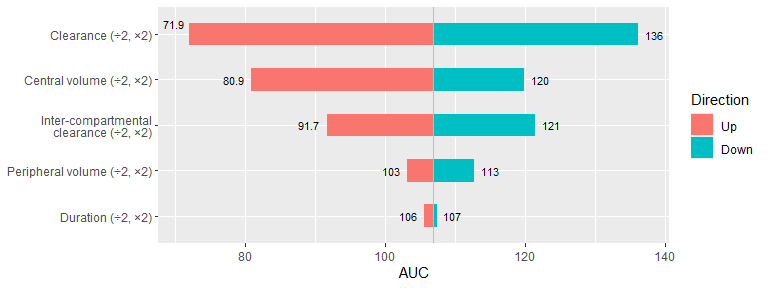 71.9
Clearance (÷2, ×2)
136
Central volume (÷2, ×2)
80.9
120
Inter-compartmental
clearance (÷2, ×2)
91.7
121
Peripheral volume (÷2, ×2)
103
113
Duration (÷2, ×2)
106
107
80
100
120
140
AUC
Direction
Up
Down